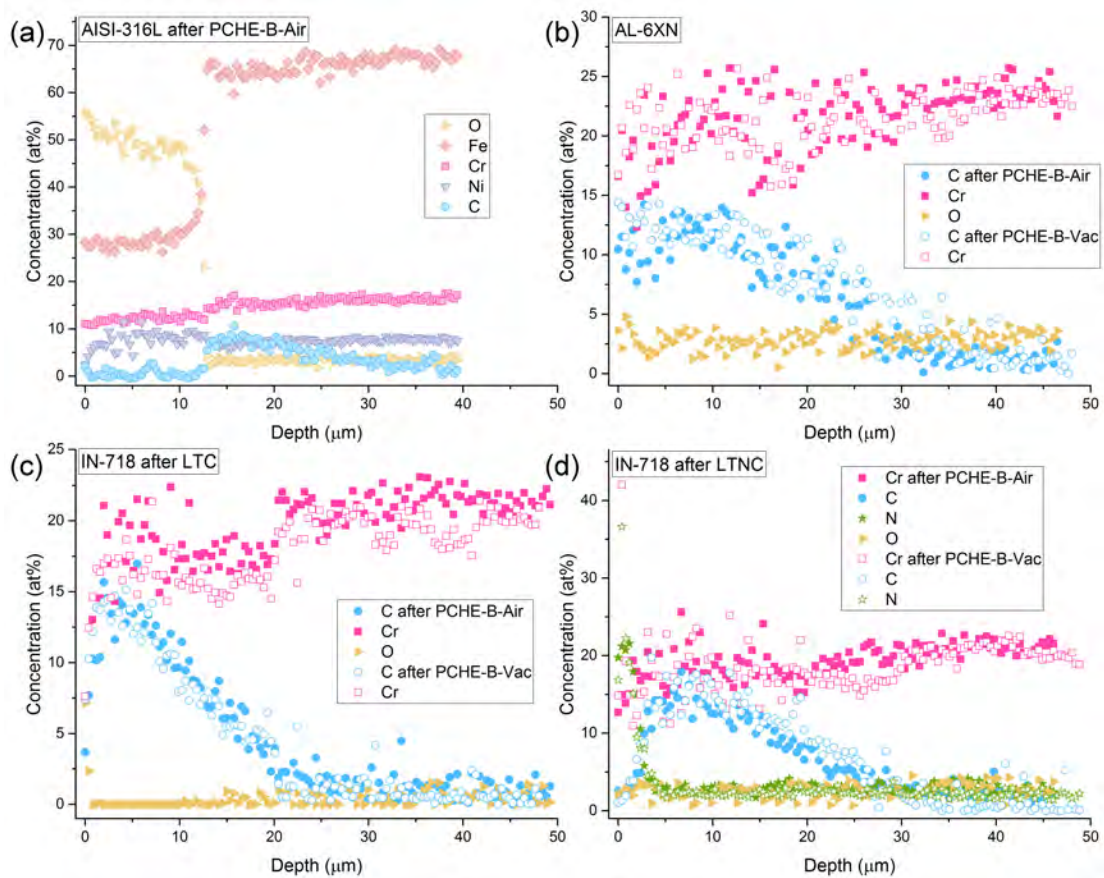 (a)
AISI-316L after PCHE-B-Air
Concentration (at%)
70
60
50
40
30
20
10
0
O
Fe
Cr
Ni
C
0
10
20
30
40
50
Depth (μm)
(b)
AL-6XN
Concentration (at%)
30
25
20
15
10
5
0
C after PCHE-B-Air
Cr
O
C after PCHE-B-Vac
Cr
0
10
20
30
40
50
Depth (μm)
(c)
IN-718 after LTC
Concentration (at%)
25
20
15
10
5
0
C after PCHE-B-Air
Cr
O
C after PCHE-B-Vac
Cr
0
10
20
30
40
50
Depth (μm)
(d)
IN-718 after LTNC
Concentration (at%)
40
30
20
10
0
Cr after PCHE-B-Air
C
N
O
Cr after PCHE-B-Vac
C
N
0
10
20
30
40
50
Depth (μm)